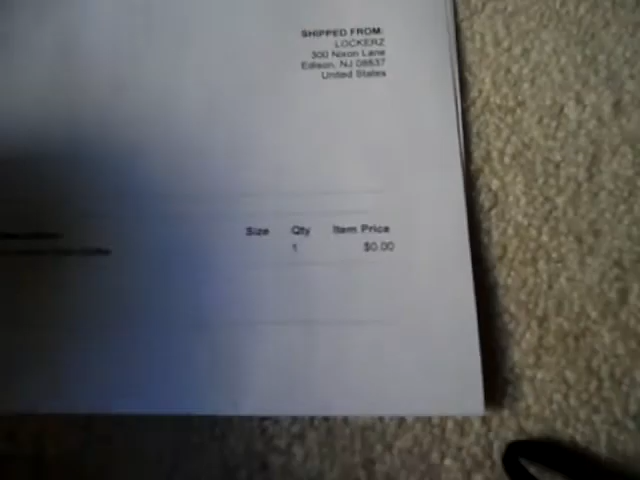 SHIPPED FROM:
LOCKERZ
300 Nixon Lane
Edison, NJ 08837
United States
Size Qty Item Price
1 $0.00